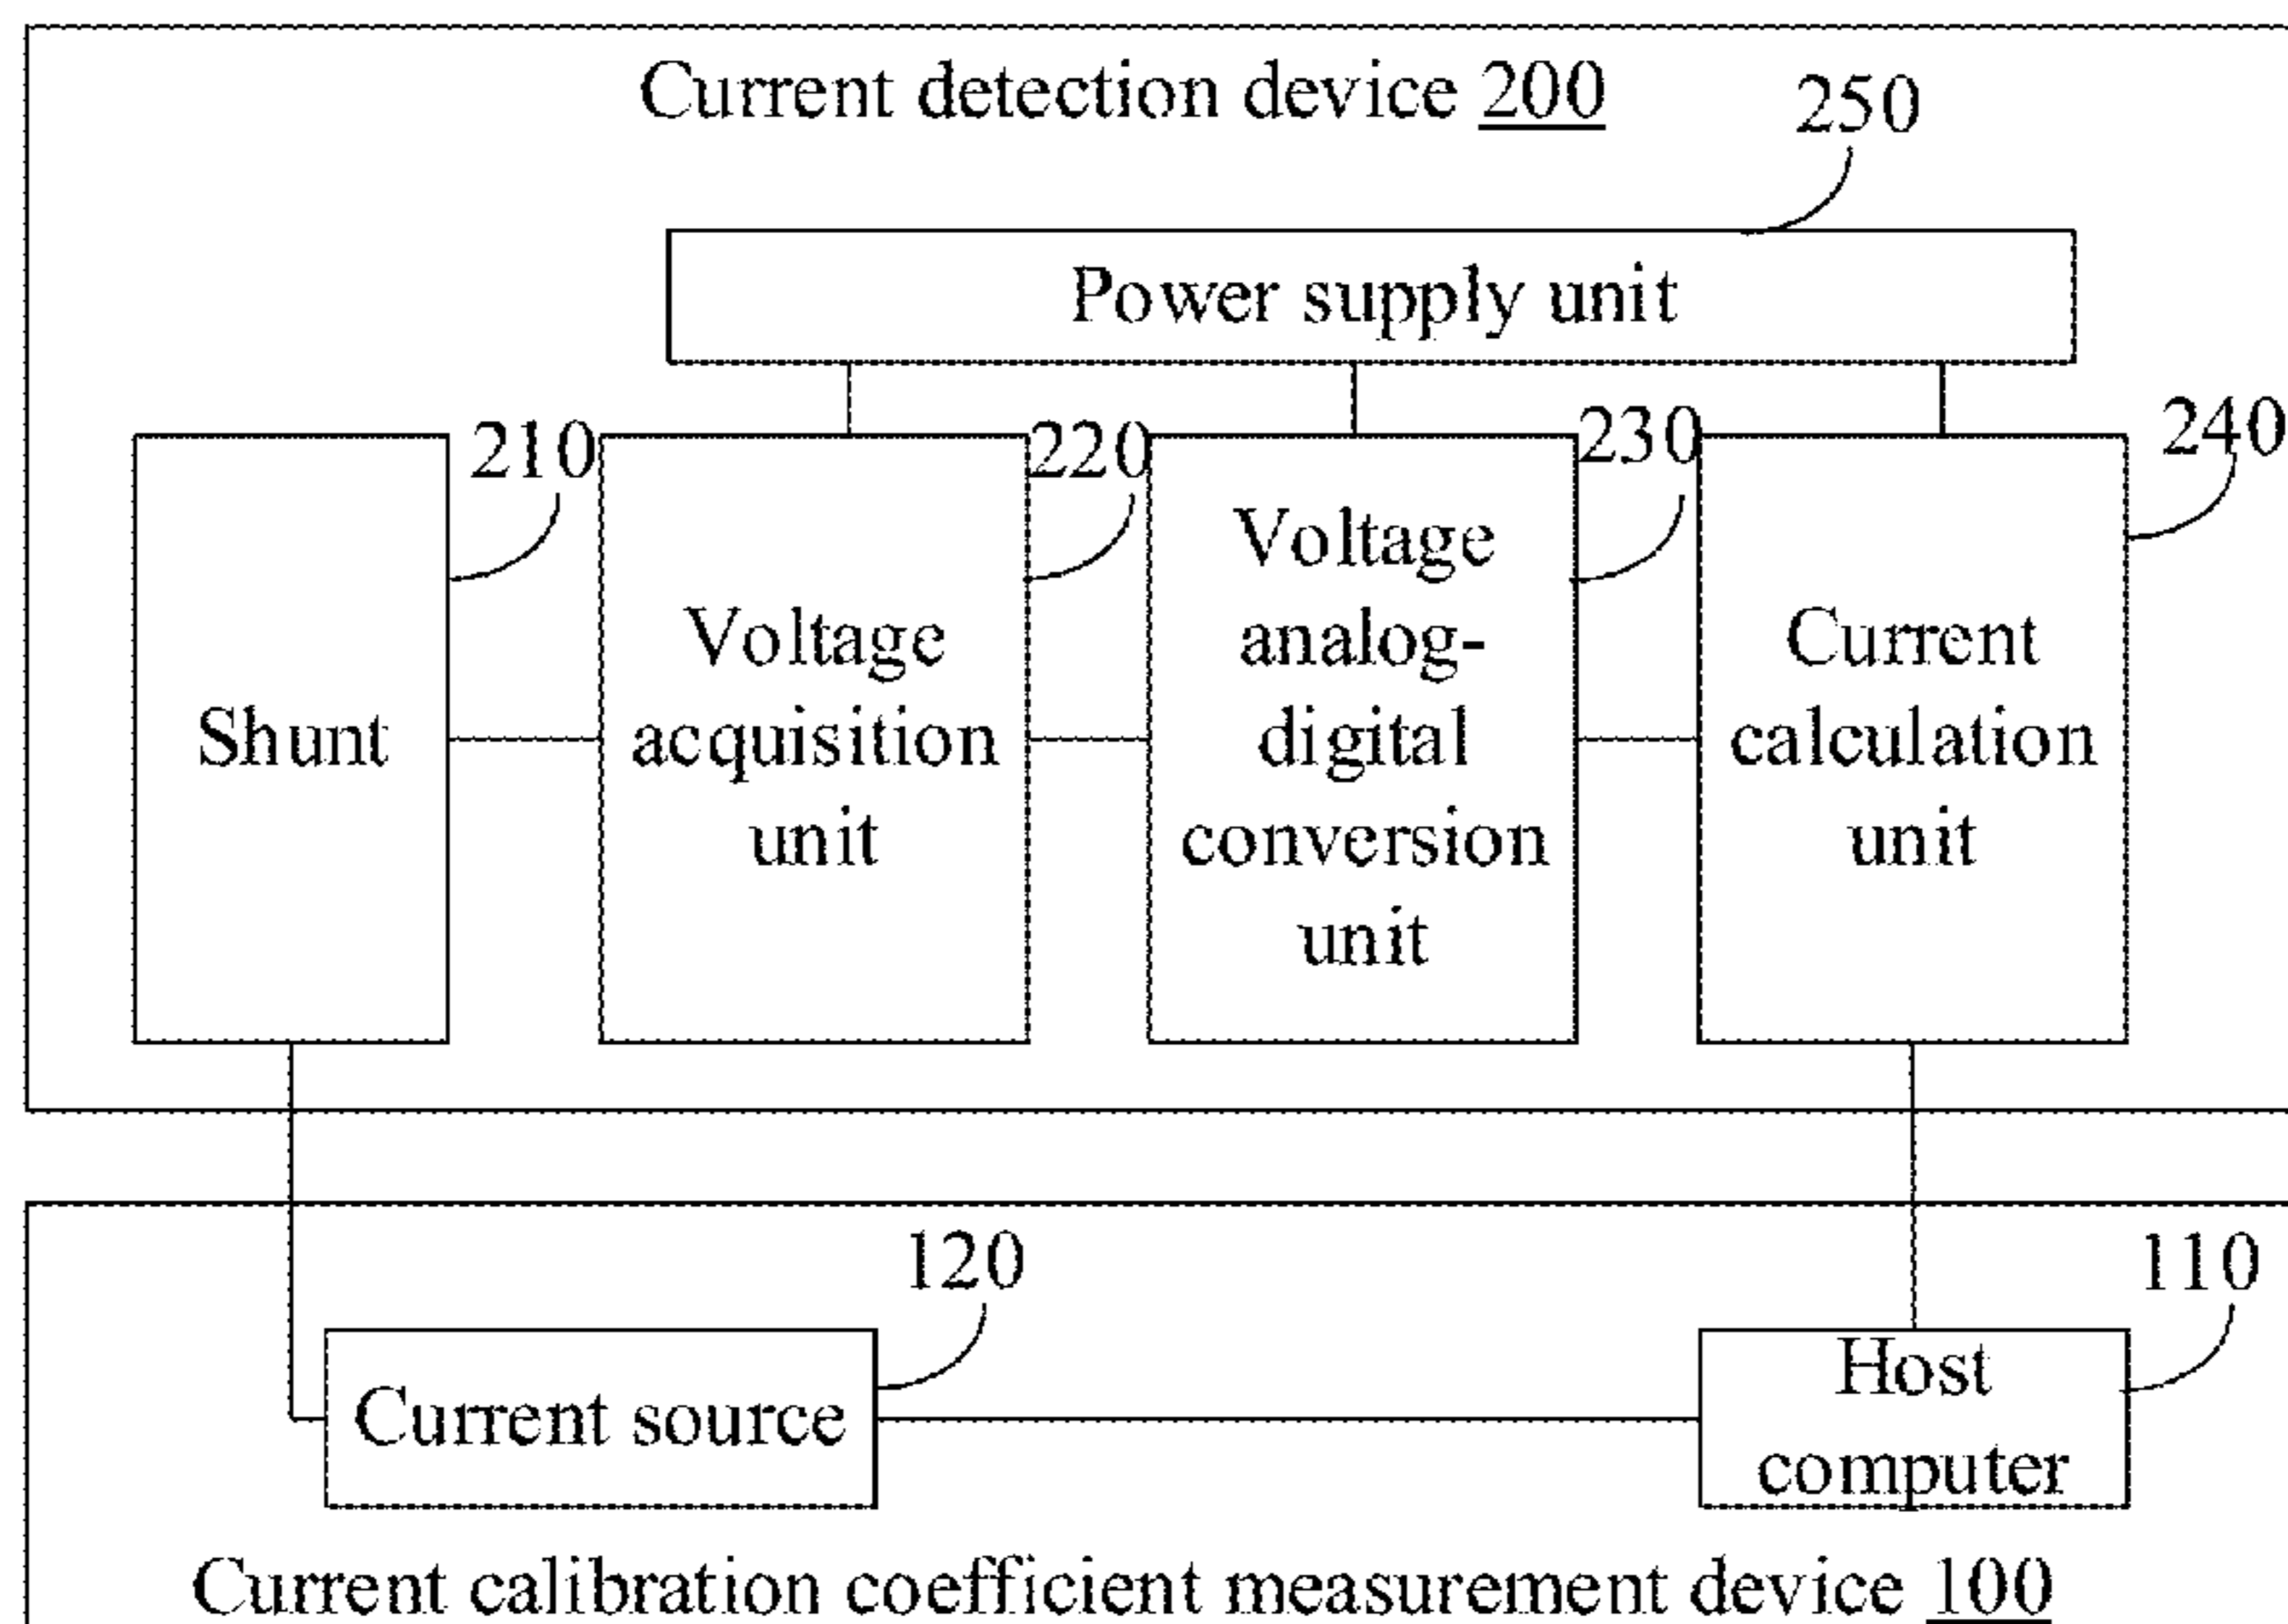 Current detection device 200
250
Power supply unit
210
220
230
240
Shunt
Voltage
acquisition
unit
Voltage
analog-
digital
conversion
unit
Current
calculation
unit
120
110
Current source
Host
computer
Current calibration coefficient measurement device 100